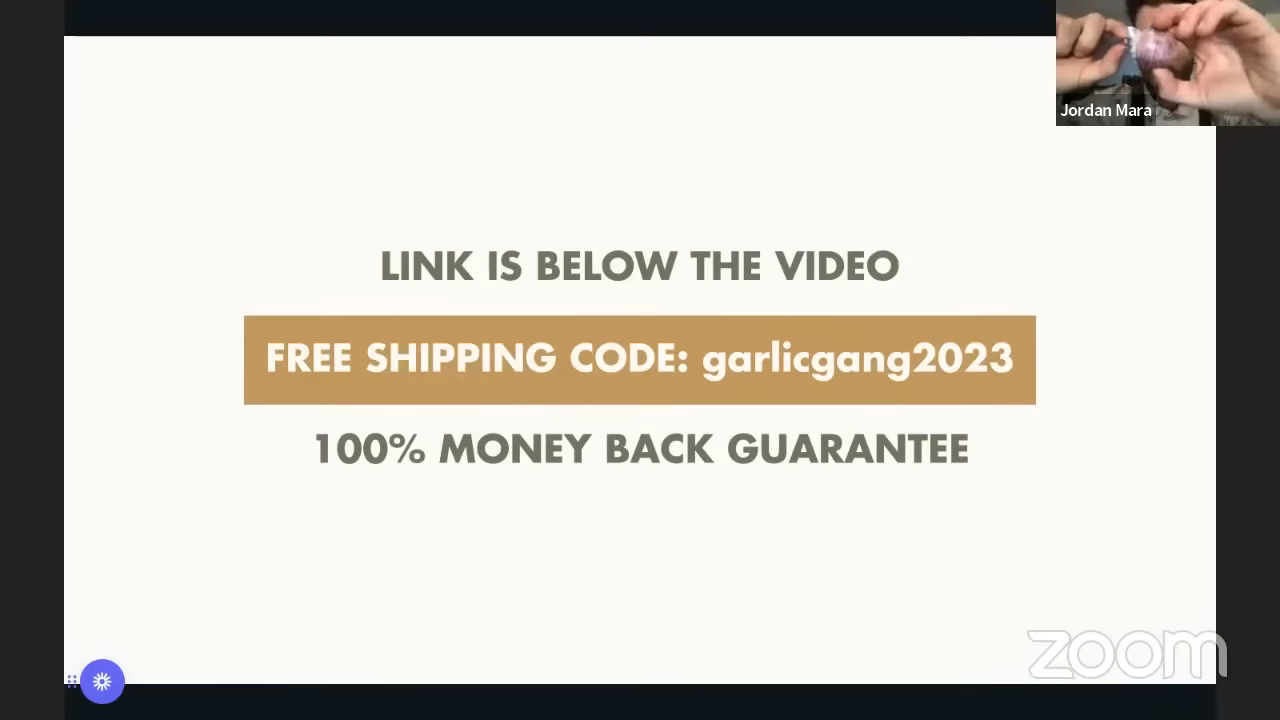 Jordan Mara
LINK IS BELOW THE VIDEO
FREE SHIPPING CODE: garlicgang2023
100% MONEY BACK GUARANTEE
zoom